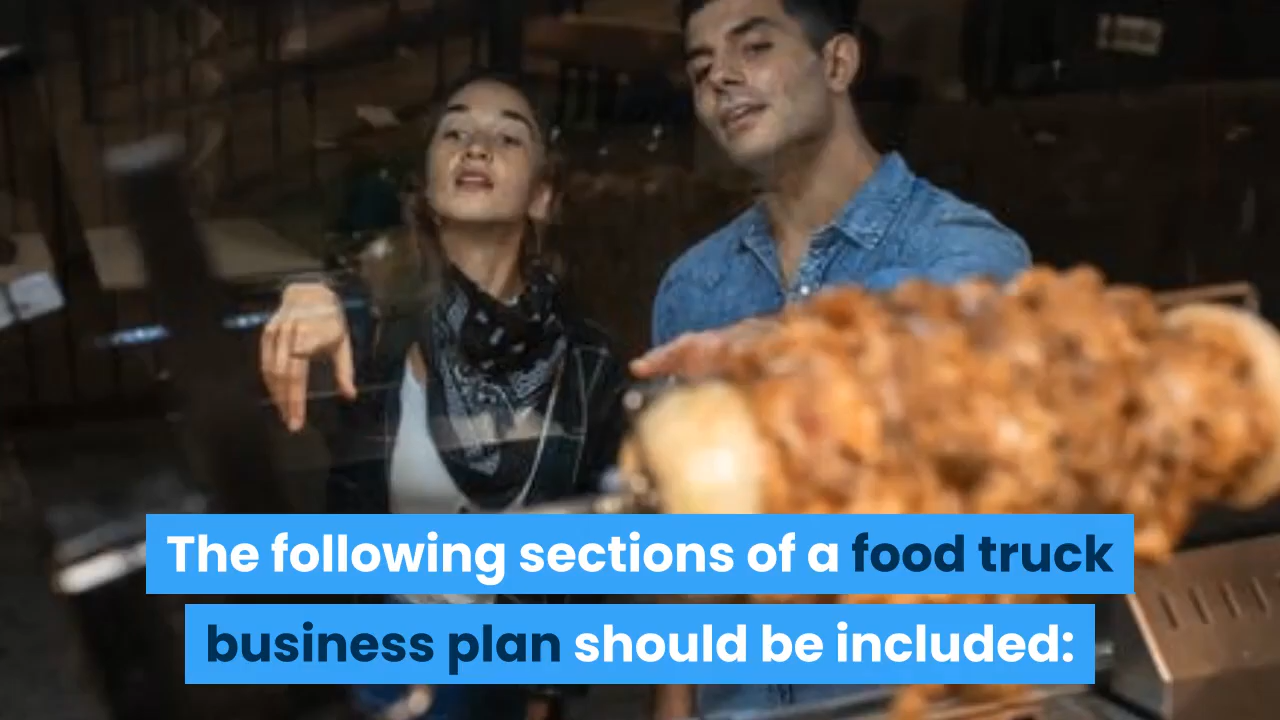 The following sections of a food truck
business plan should be included: